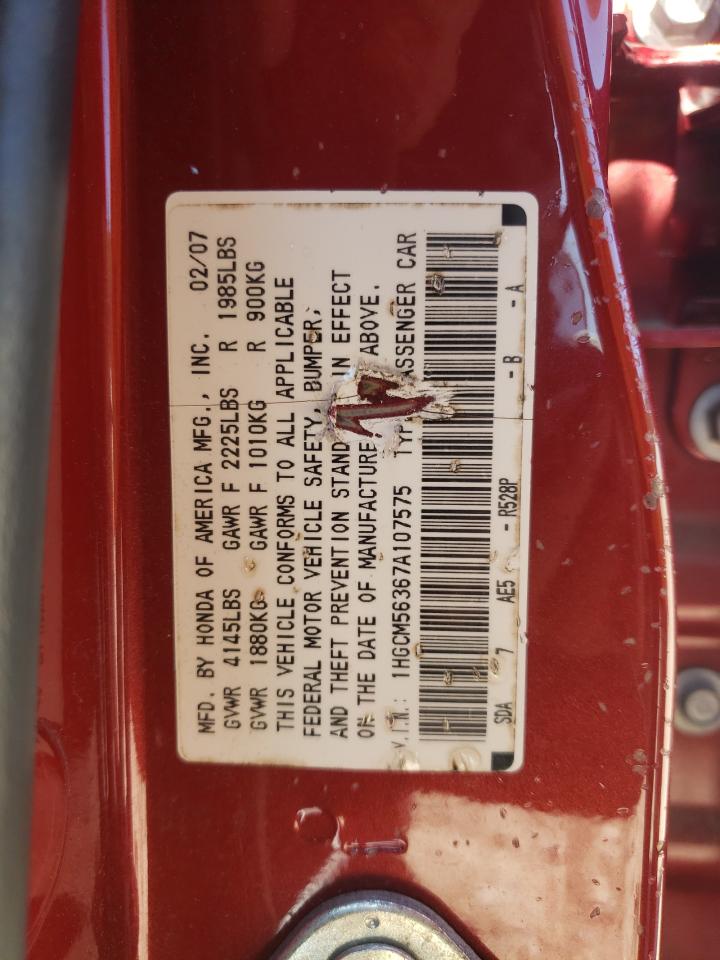 MFD. BY HONDA OF AMERICA MFG., INC. 02/07
GVWR 4145LBS GAWR F 2225LBS R 1985LBS
GVWR 1880KG GAWR F 1010KG R 900KG
THIS VEHICLE CONFORMS TO ALL APPLICABLE
FEDERAL MOTOR VEHICLE SAFETY, BUMPER,
AND THEFT PREVENTION STAND IN EFFECT
ON THE DATE OF MANUFACTURE ABOVE.
V.I.N.: 1HGCM56367A107575 TYP ASSENGER CAR
SDA 7 AE5 - R528P - B - A